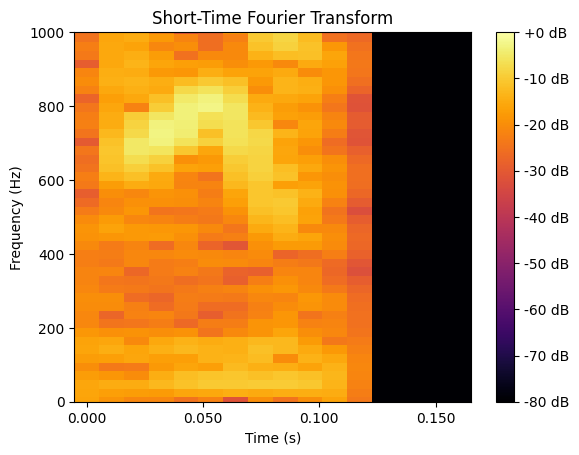 Short-Time Fourier Transform
1000
800
600
400
200
0
Frequency (Hz)
0.000
0.050
0.100
0.150
Time (s)
+0 dB
-10 dB
-20 dB
-30 dB
-40 dB
-50 dB
-60 dB
-70 dB
-80 dB